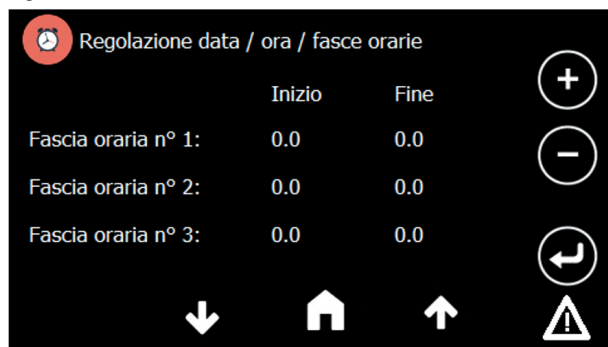 Regolazione data / ora / fasce orarie
Inizio Fine
Fascia oraria n° 1: 0.0 0.0
Fascia oraria n° 2: 0.0 0.0
Fascia oraria n° 3: 0.0 0.0